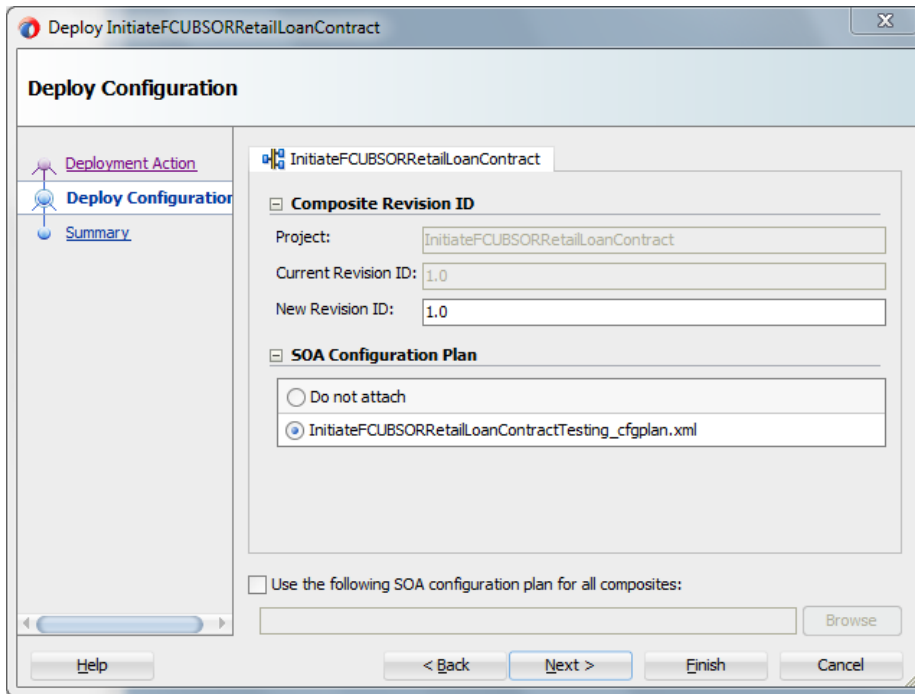 Deploy InitiateFCUBSORRetailLoanContract
Deploy Configuration
Deployment Action
Deploy Configuration
Summary
InitiateFCUBSORRetailLoanContract
Composite Revision ID
Project: InitiateFCUBSORRetailLoanContract
Current Revision ID: 1.0
New Revision ID: 1.0
SOA Configuration Plan
Do not attach
InitiateFCUBSORRetailLoanContractTesting_cfgplan.xml
Use the following SOA configuration plan for all composites:
Browse
Help < Back Next > Finish Cancel